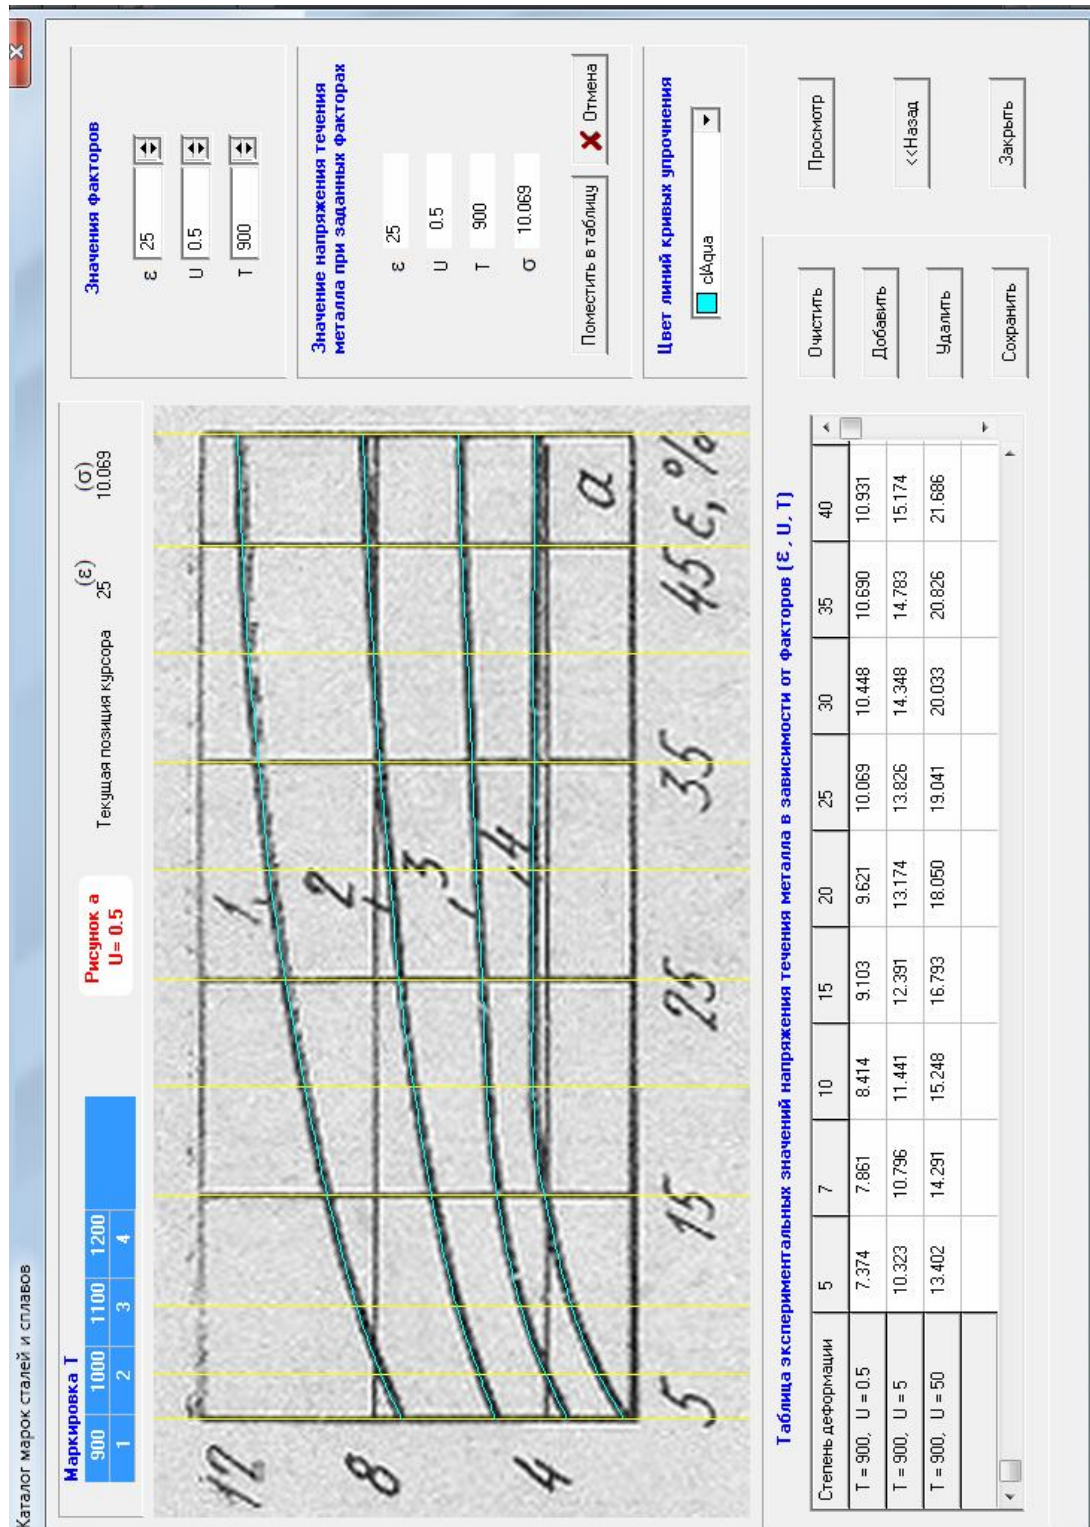 Каталог марок сталей и сплавов
Маркировка Т
900 1000 1100 1200
1 2 3 4
Рисунок а
U= 0.5
Текущая позиция курсора
(ε) (σ)
25 10.069
12
8
4
1
2
3
4
a
5 15 25 35 45 ε, %
Значения факторов
ε 25
U 0.5
T 900
Значение напряжения течения
металла при заданных факторах
ε 25
U 0.5
T 900
σ 10.069
Поместить в таблицу
Отмена
Цвет линий кривых упрочнения
clAqua
Таблица экспериментальных значений напряжения течения металла в зависимости от факторов (ε , U, T)
Степень деформации 5 7 10 15 20 25 30 35 40
T = 900, U = 0.5 7.374 7.861 8.414 9.103 9.621 10.069 10.448 10.690 10.931
T = 900, U = 5 10.323 10.796 11.441 12.391 13.174 13.826 14.348 14.783 15.174
T = 900, U = 50 13.402 14.291 15.248 16.793 18.050 19.041 20.033 20.826 21.686
Очистить
Добавить
Удалить
Сохранить
Просмотр
<<Назад
Закрыть